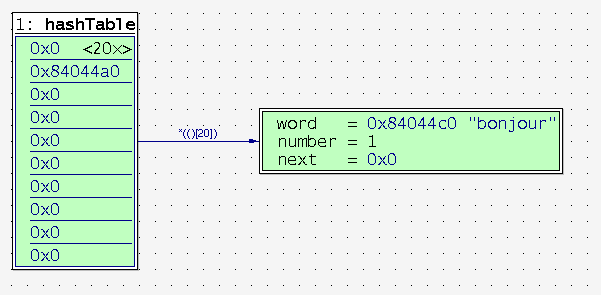 1: hashTable
0x0 <20×>
0x84044a0
0x0
0x0
0x0
0x0
0x0
0x0
0x0
0x0
*(()[20])
word = 0x84044c0 "bonjour"
number = 1
next = 0x0